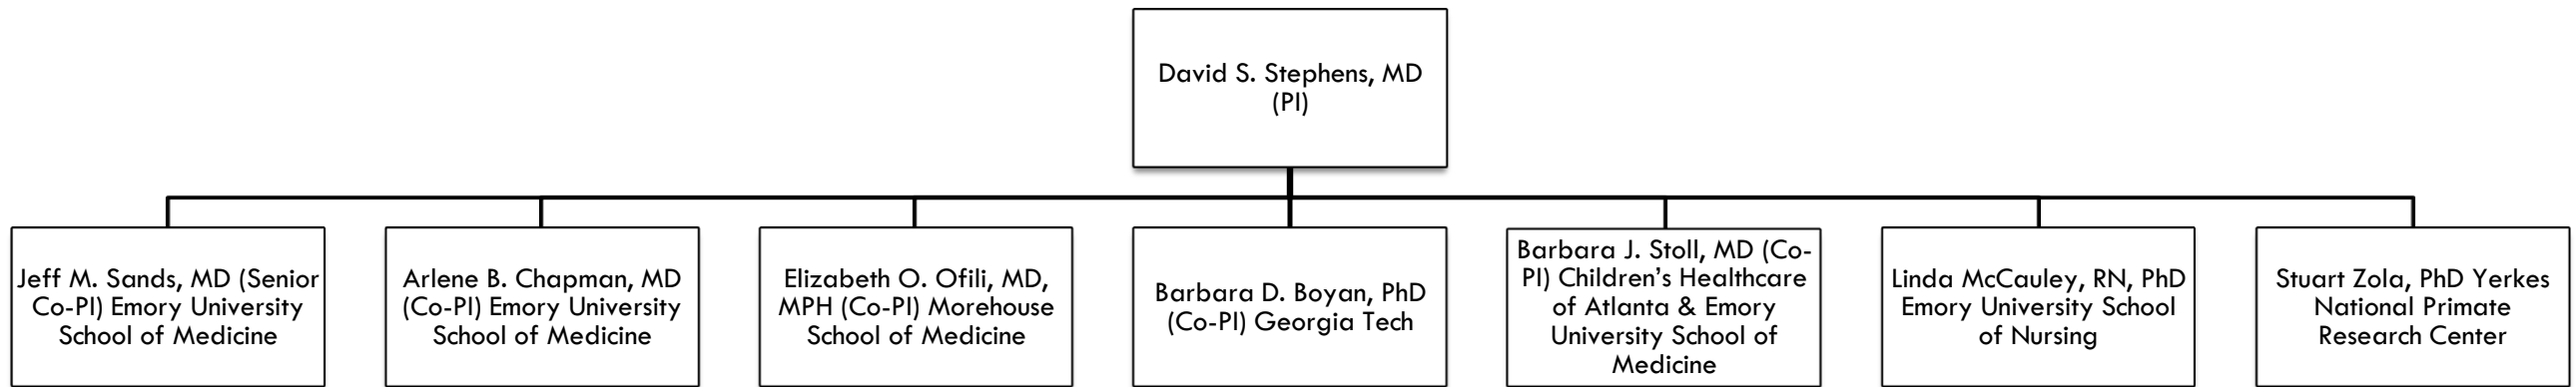 David S. Stephens, MD
(PI)
Jeff M. Sands, MD (Senior
Co-PI) Emory University
School of Medicine
Arlene B. Chapman, MD
(Co-PI) Emory University
School of Medicine
Elizabeth O. Ofili, MD,
MPH (Co-PI) Morehouse
School of Medicine
Barbara D. Boyan, PhD
(Co-PI) Georgia Tech
Barbara J. Stoll, MD (Co-
PI) Children’s Healthcare
of Atlanta & Emory
University School of
Medicine
Linda McCauley, RN, PhD
Emory University School
of Nursing
Stuart Zola, PhD Yerkes
National Primate
Research Center